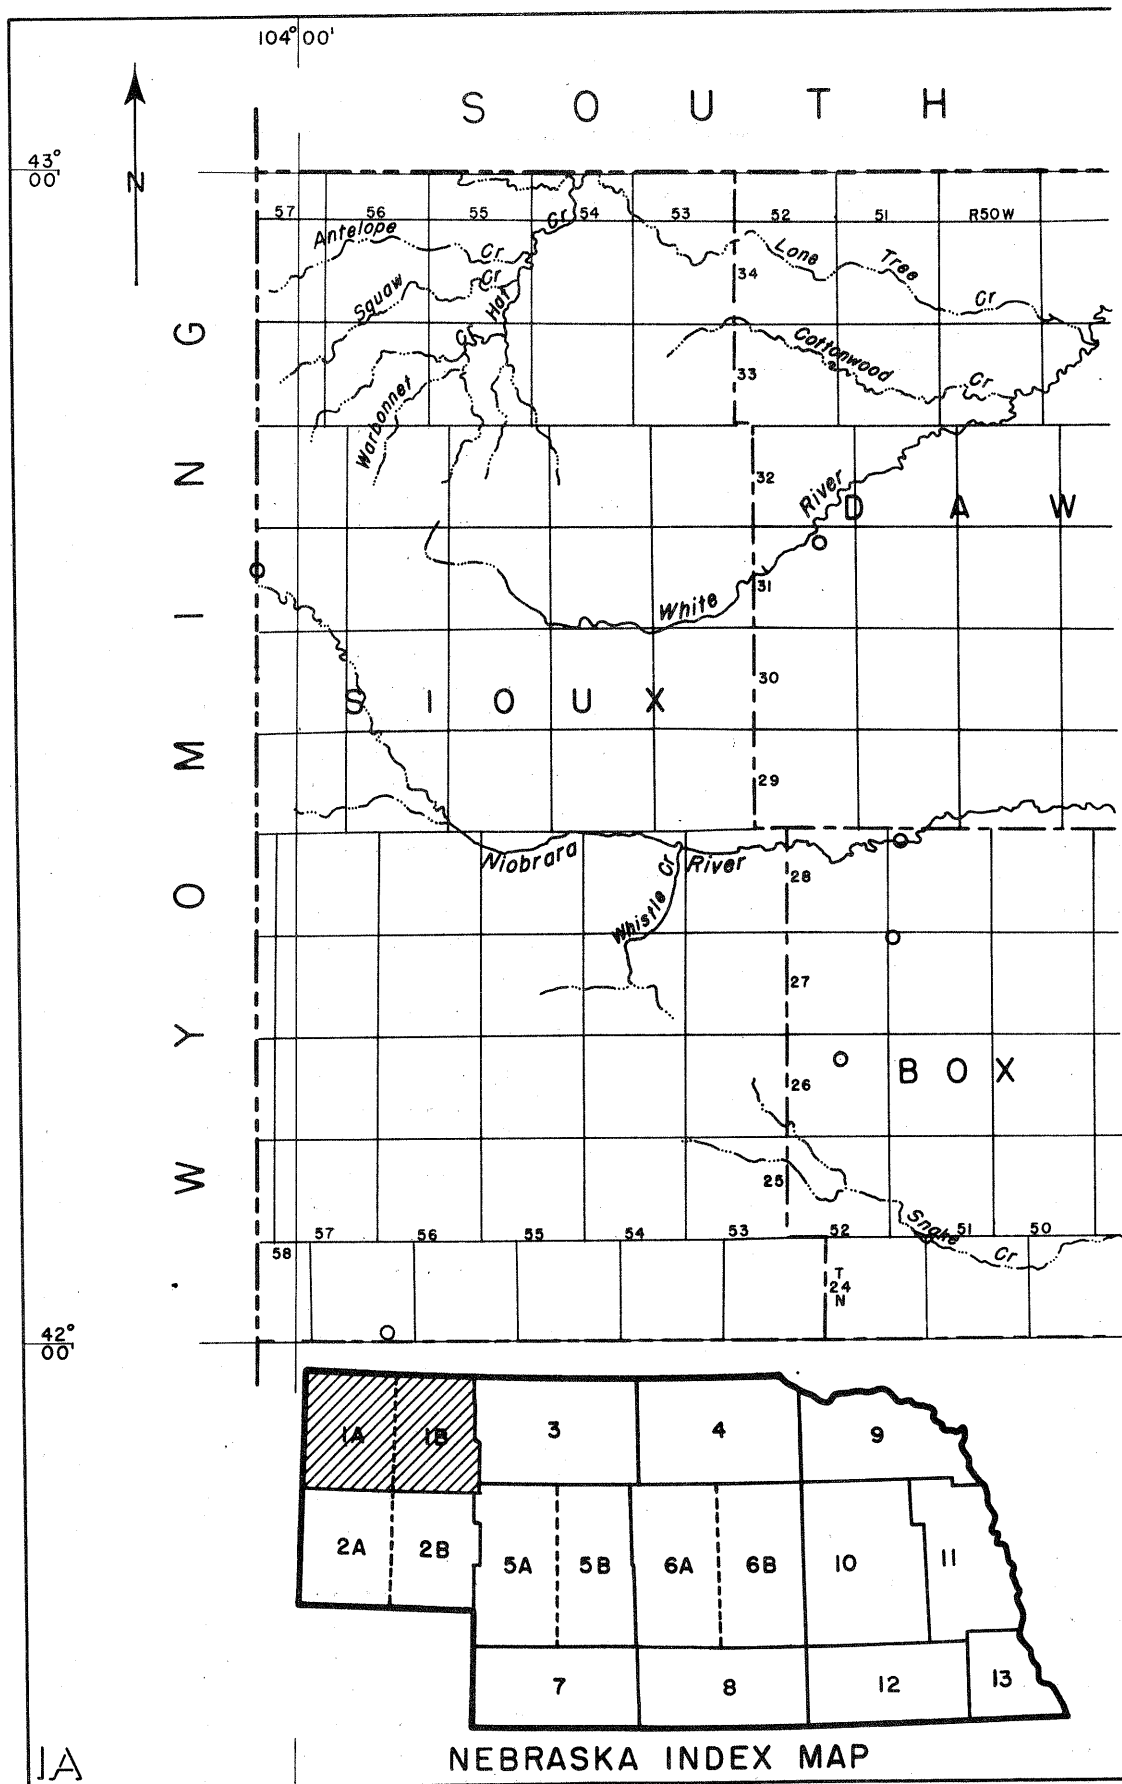 104°00'
S O U T H
43°
00'
N
57 56 55 54 53 52 51 R50W
Antelope Cr
Squaw Cr
Hat Cr
Warbonnet Cr
Lone Tree Cr
Cottonwood Cr
34
33
32
31
30
29
28
27
26
25
White River
D A W
S I O U X
W Y O M I N G
Niobrara River
Whistle Cr
B O X
Snake Cr
58 57 56 55 54 53 52 51 50
T
24
N
42°
00'
1A 1B 3 4 9
2A 2B 5A 5B 6A 6B 10 11
7 8 12 13
NEBRASKA INDEX MAP
1A